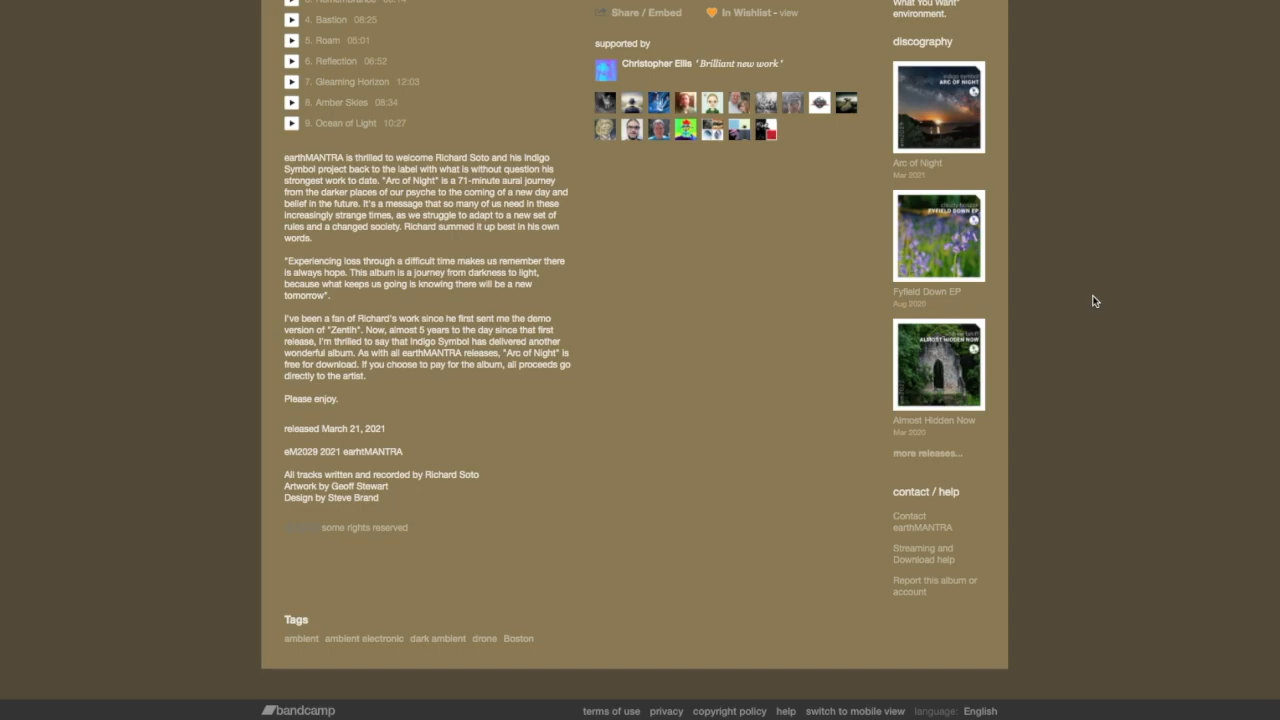 4. Bastion 08:25
5. Roam 05:01
6. Reflection 06:52
7. Gleaming Horizon 12:03
8. Amber Skies 08:34
9. Ocean of Light 10:27
earthMANTRA is thrilled to welcome Richard Soto and his Indigo
Symbol project back to the label with what is without question his
strongest work to date. "Arc of Night" is a 71-minute aural journey
from the darker places of our psyche to the coming of a new day and
belief in the future. It's a message that so many of us need in these
increasingly strange times, as we struggle to adapt to a new set of
rules and a changed society. Richard summed it up best in his own
words.
"Experiencing loss through a difficult time makes us remember there
is always hope. This album is a journey from darkness to light,
because what keeps us going is knowing there will be a new
tomorrow".
I've been a fan of Richard's work since he first sent me the demo
version of "Zentih". Now, almost 5 years to the day since that first
release, I'm thrilled to say that Indigo Symbol has delivered another
wonderful album. As with all earthMANTRA releases, "Arc of Night" is
free for download. If you choose to pay for the album, all proceeds go
directly to the artist.
Please enjoy.
released March 21, 2021
eM2029 2021 earhtMANTRA
All tracks written and recorded by Richard Soto
Artwork by Geoff Stewart
Design by Steve Brand
some rights reserved
Tags
ambient ambient electronic dark ambient drone Boston
Share / Embed In Wishlist - view
supported by
Christopher Ellis ‘ Brilliant new work ’
What You Want"
environment.
discography
indigo symbol
ARC OF NIGHT
Arc of Night
Mar 2021
FYFIELD DOWN EP
Fyfield Down EP
Aug 2020
ALMOST HIDDEN NOW
Almost Hidden Now
Mar 2020
more releases...
contact / help
Contact
earthMANTRA
Streaming and
Download help
Report this album or
account
bandcamp
terms of use privacy copyright policy help switch to mobile view language: English